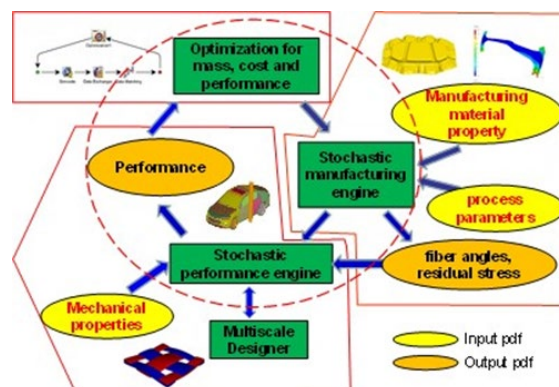 Optimization for
mass, cost and
performance
Manufacturing
material
property
Performance
Stochastic
manufacturing
engine
process
parameters
Stochastic
performance engine
fiber angles,
residual stress
Mechanical
properties
Multiscale
Designer
Input pdf
Output pdf